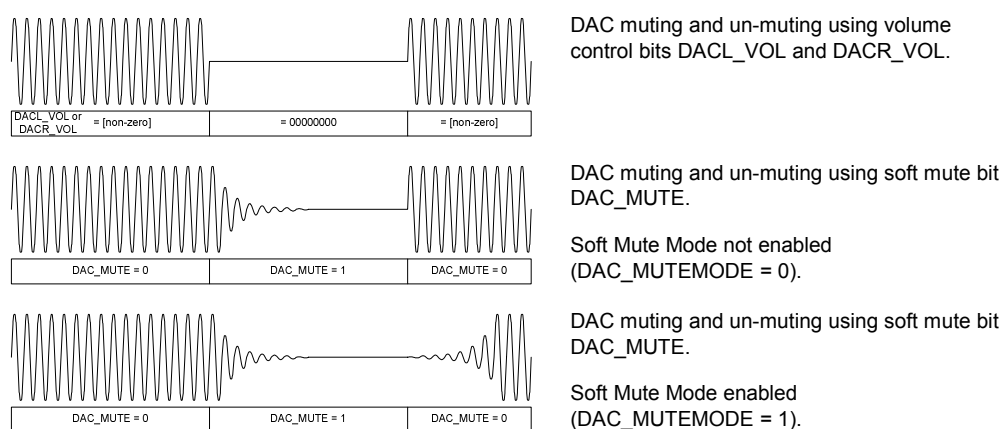 DAC muting and un-muting using volume
control bits DACL_VOL and DACR_VOL.
DACL_VOL or
DACR_VOL
= [non-zero]
= 00000000
= [non-zero]
DAC muting and un-muting using soft mute bit
DAC_MUTE.
Soft Mute Mode not enabled
(DAC_MUTEMODE = 0).
DAC_MUTE = 0
DAC_MUTE = 1
DAC_MUTE = 0
DAC muting and un-muting using soft mute bit
DAC_MUTE.
Soft Mute Mode enabled
(DAC_MUTEMODE = 1).
DAC_MUTE = 0
DAC_MUTE = 1
DAC_MUTE = 0